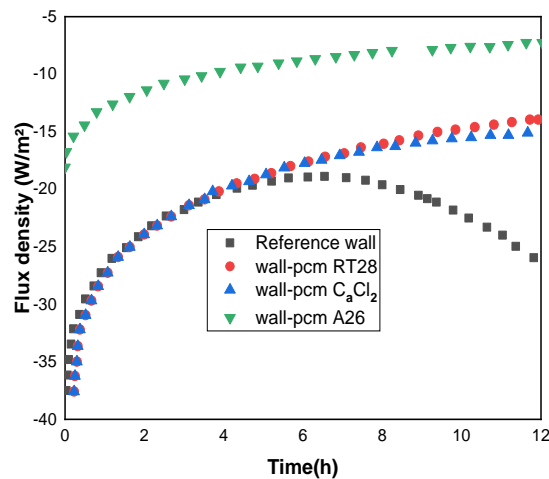 -5
-10
-15
-20
-25
-30
-35
-40
Flux density (W/m²)
Reference wall
wall-pcm RT28
wall-pcm CₐCl₂
wall-pcm A26
0 2 4 6 8 10 12
Time(h)